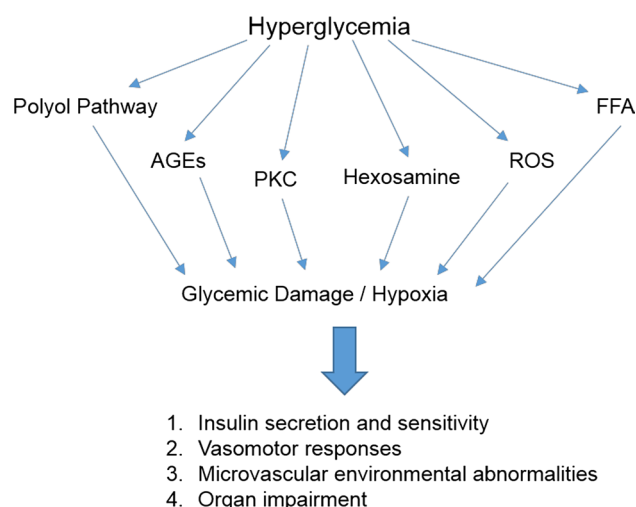 Hyperglycemia
Polyol Pathway
FFA
AGEs
ROS
PKC
Hexosamine
Glycemic Damage / Hypoxia
1. Insulin secretion and sensitivity
2. Vasomotor responses
3. Microvascular environmental abnormalities
4. Organ impairment